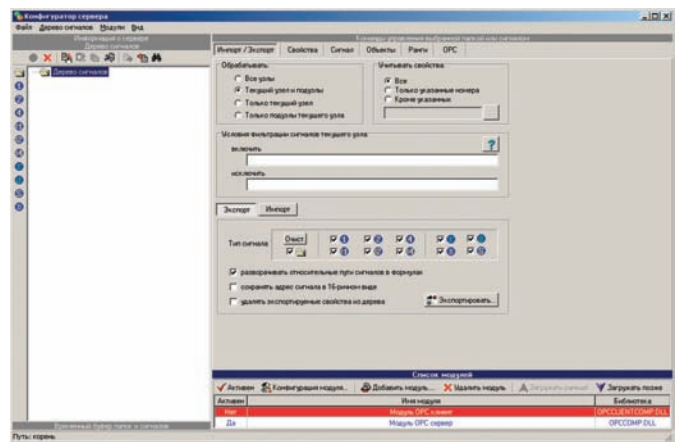 Конфигуратор сервера
Файл Дерево сигналов Модули Вид
Информация о сервере
Дерево сигналов
Команды управления выбранной папкой или сигналом
Импорт / Экспорт Свойства Сигнал Объекты Ранги OPC
Дерево сигналов
Обрабатывать:
Все узлы
Текущий узел и подузлы
Только текущий узел
Только подузлы текущего узла
Учитывать свойства:
Все
Только указанные номера
Кроме указанных
Условия фильтрации сигналов текущего узла
включить
?
исключить
Экспорт Импорт
Тип сигнала
Очист
разворачивать относительные пути сигналов в формулах
сохранять адрес сигнала в 16-ричном виде
удалять экспортируемые свойства из дерева
Экспортировать...
Список модулей
Активен Конфигурация модуля... Добавить модуль... Удалить модуль Загружать раньше Загружать позже
Активен Имя модуля Библиотека
Нет Модуль OPC клиент OPCCLIENTCOMP.DLL
Да Модуль OPC сервер OPCCOMP.DLL
Временный буфер папок и сигналов
Путь: корень